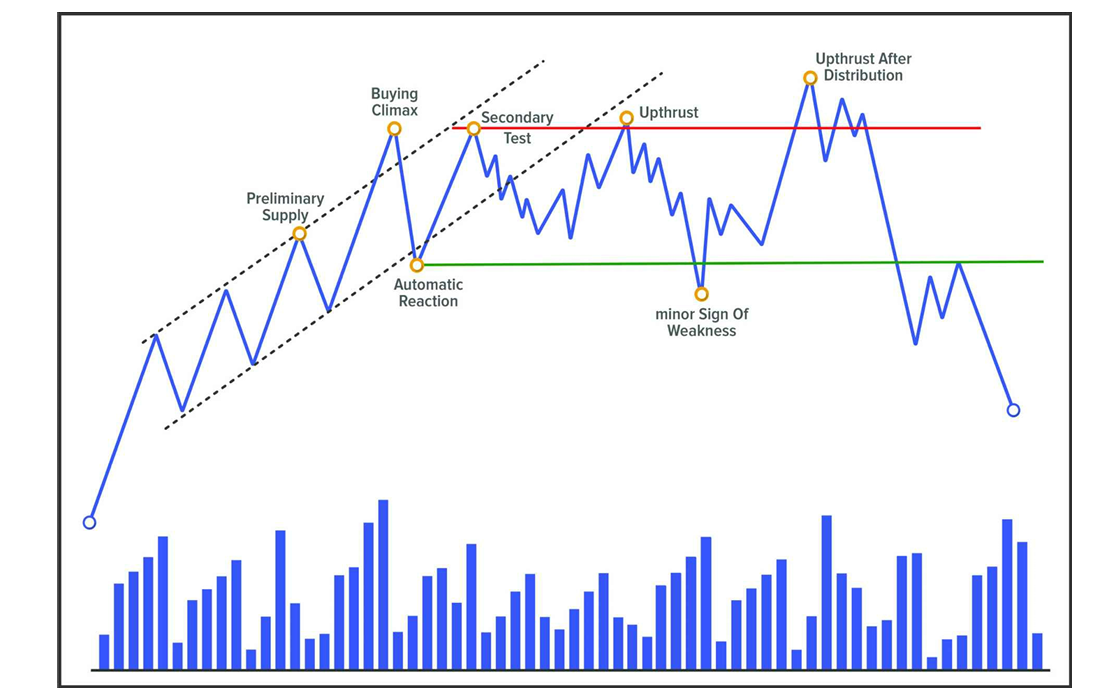 Upthrust After
Distribution
Buying
Climax
Secondary
Test
Upthrust
Preliminary
Supply
Automatic
Reaction
minor Sign Of
Weakness